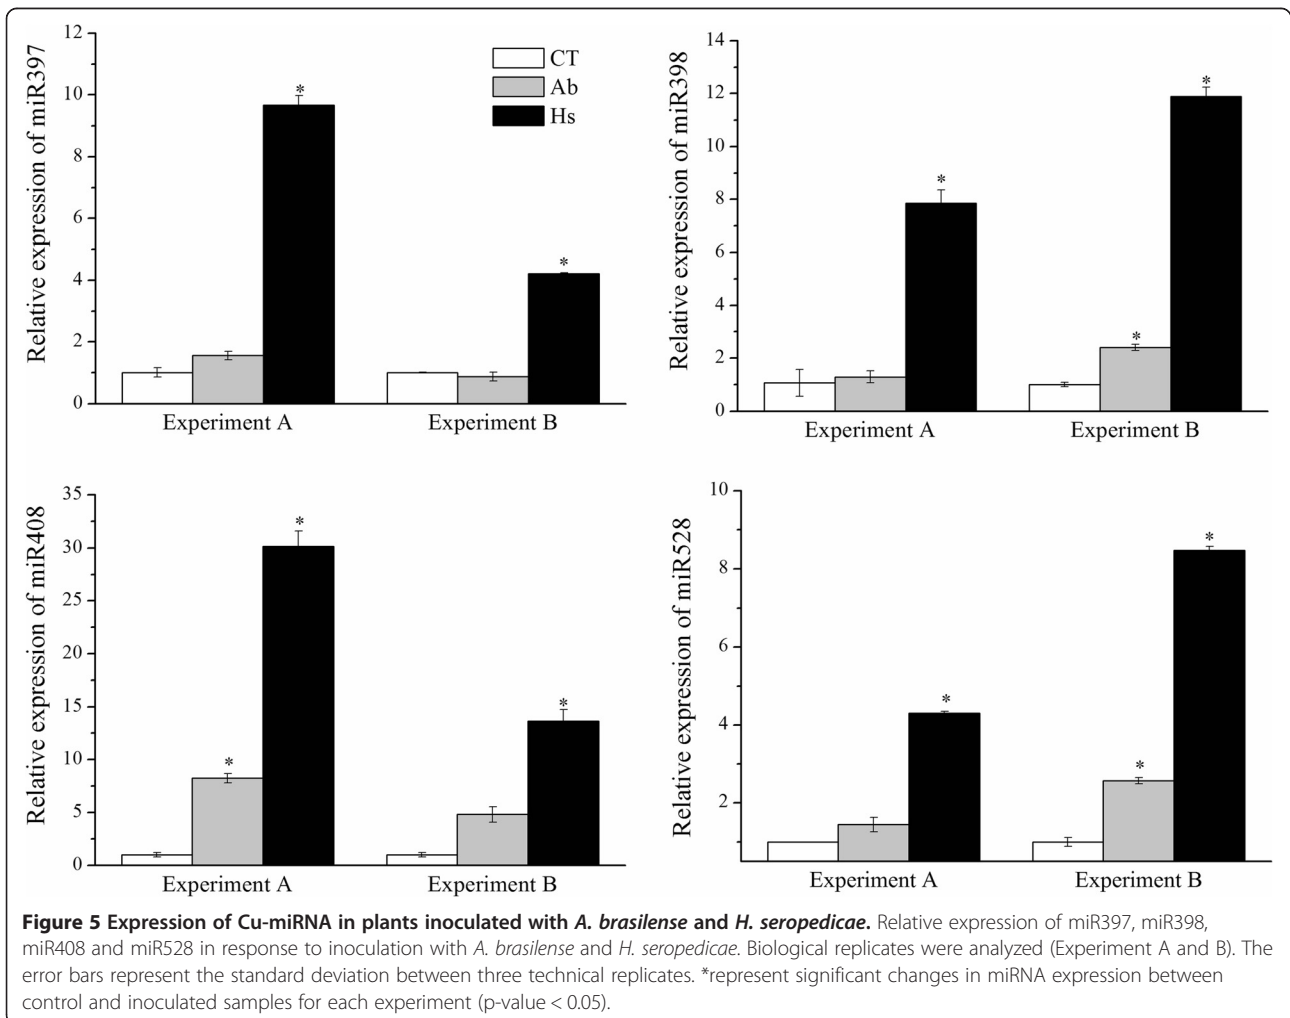 Relative expression of miR397
12
10
8
6
4
2
0
CT
Ab
Hs
*
*
Experiment A
Experiment B
Relative expression of miR398
14
12
10
8
6
4
2
0
*
*
*
Experiment A
Experiment B
Relative expression of miR408
35
30
25
20
15
10
5
0
*
*
*
Experiment A
Experiment B
Relative expression of miR528
10
8
6
4
2
*
*
*
Experiment A
Experiment B
Figure 5 Expression of Cu-miRNA in plants inoculated with A. brasilense and H. seropedicae. Relative expression of miR397, miR398,
miR408 and miR528 in response to inoculation with A. brasilense and H. seropedicae. Biological replicates were analyzed (Experiment A and B). The
error bars represent the standard deviation between three technical replicates. *represent significant changes in miRNA expression between
control and inoculated samples for each experiment (p-value < 0.05).